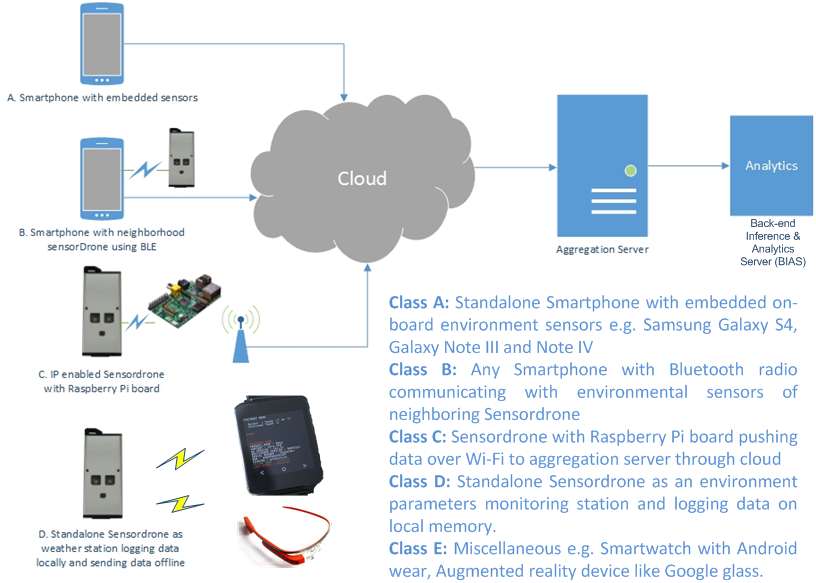 A. Smartphone with embedded sensors
B. Smartphone with neighborhood
sensorDrone using BLE
C. IP enabled Sensordrone
with Raspberry Pi board
D. Standalone Sensordrone as
weather station logging data
locally and sending data offline
Cloud
Aggregation Server
Analytics
Back-end
Inference &
Analytics
Server (BIAS)
Class A: Standalone Smartphone with embedded on-
board environment sensors e.g. Samsung Galaxy S4,
Galaxy Note III and Note IV
Class B: Any Smartphone with Bluetooth radio
communicating with environmental sensors of
neighboring Sensordrone
Class C: Sensordrone with Raspberry Pi board pushing
data over Wi-Fi to aggregation server through cloud
Class D: Standalone Sensordrone as an environment
parameters monitoring station and logging data on
local memory.
Class E: Miscellaneous e.g. Smartwatch with Android
wear, Augmented reality device like Google glass.